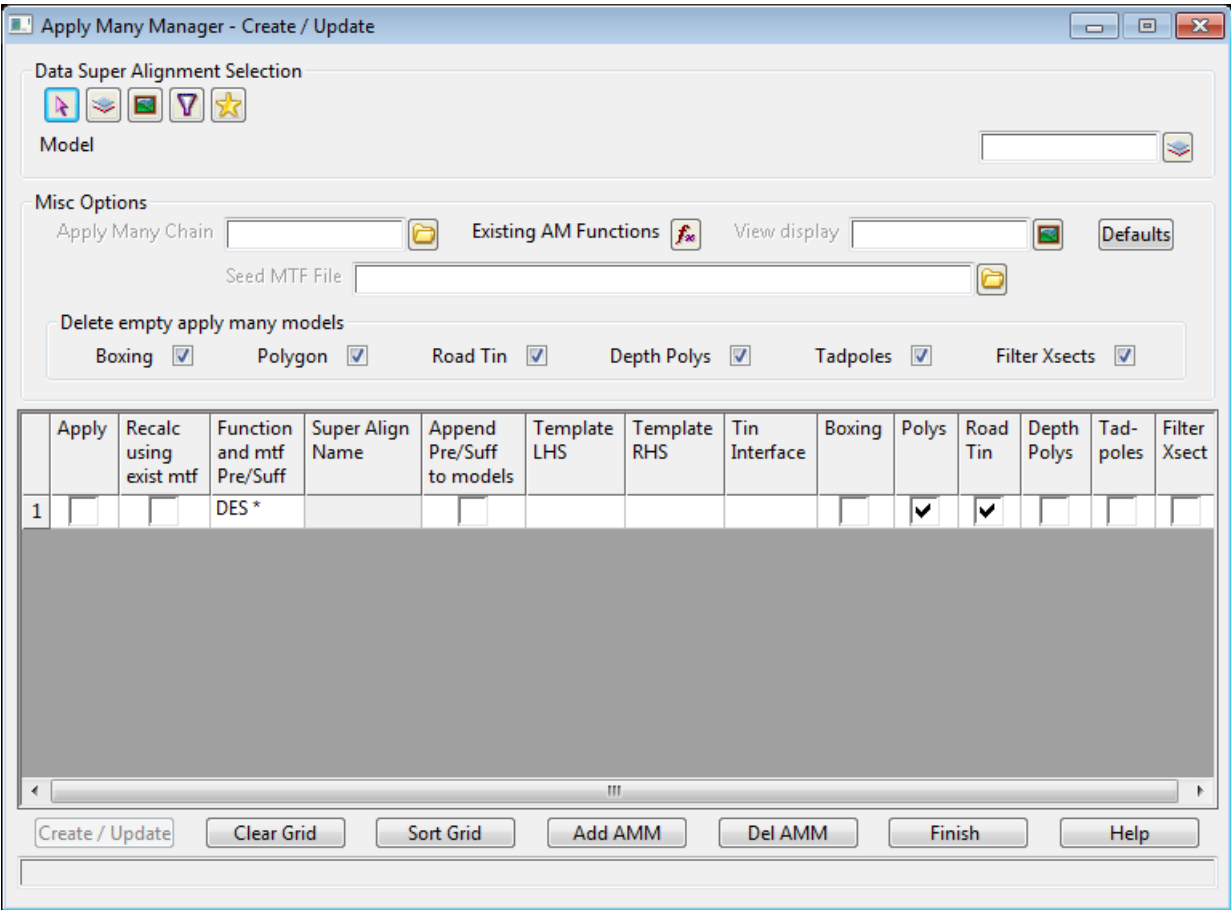 Apply Many Manager - Create / Update
Data Super Alignment Selection
Model
Misc Options
Apply Many Chain
Existing AM Functions
View display
Defaults
Seed MTF File
Delete empty apply many models
Boxing
Polygon
Road Tin
Depth Polys
Tadpoles
Filter Xsects
Apply
Recalc
using
exist mtf
Function
and mtf
Pre/Suff
Super Align
Name
Append
Pre/Suff
to models
Template
LHS
Template
RHS
Tin
Interface
Boxing
Polys
Road
Tin
Depth
Polys
Tad-
poles
Filter
Xsect
1
DES *
Create / Update
Clear Grid
Sort Grid
Add AMM
Del AMM
Finish
Help